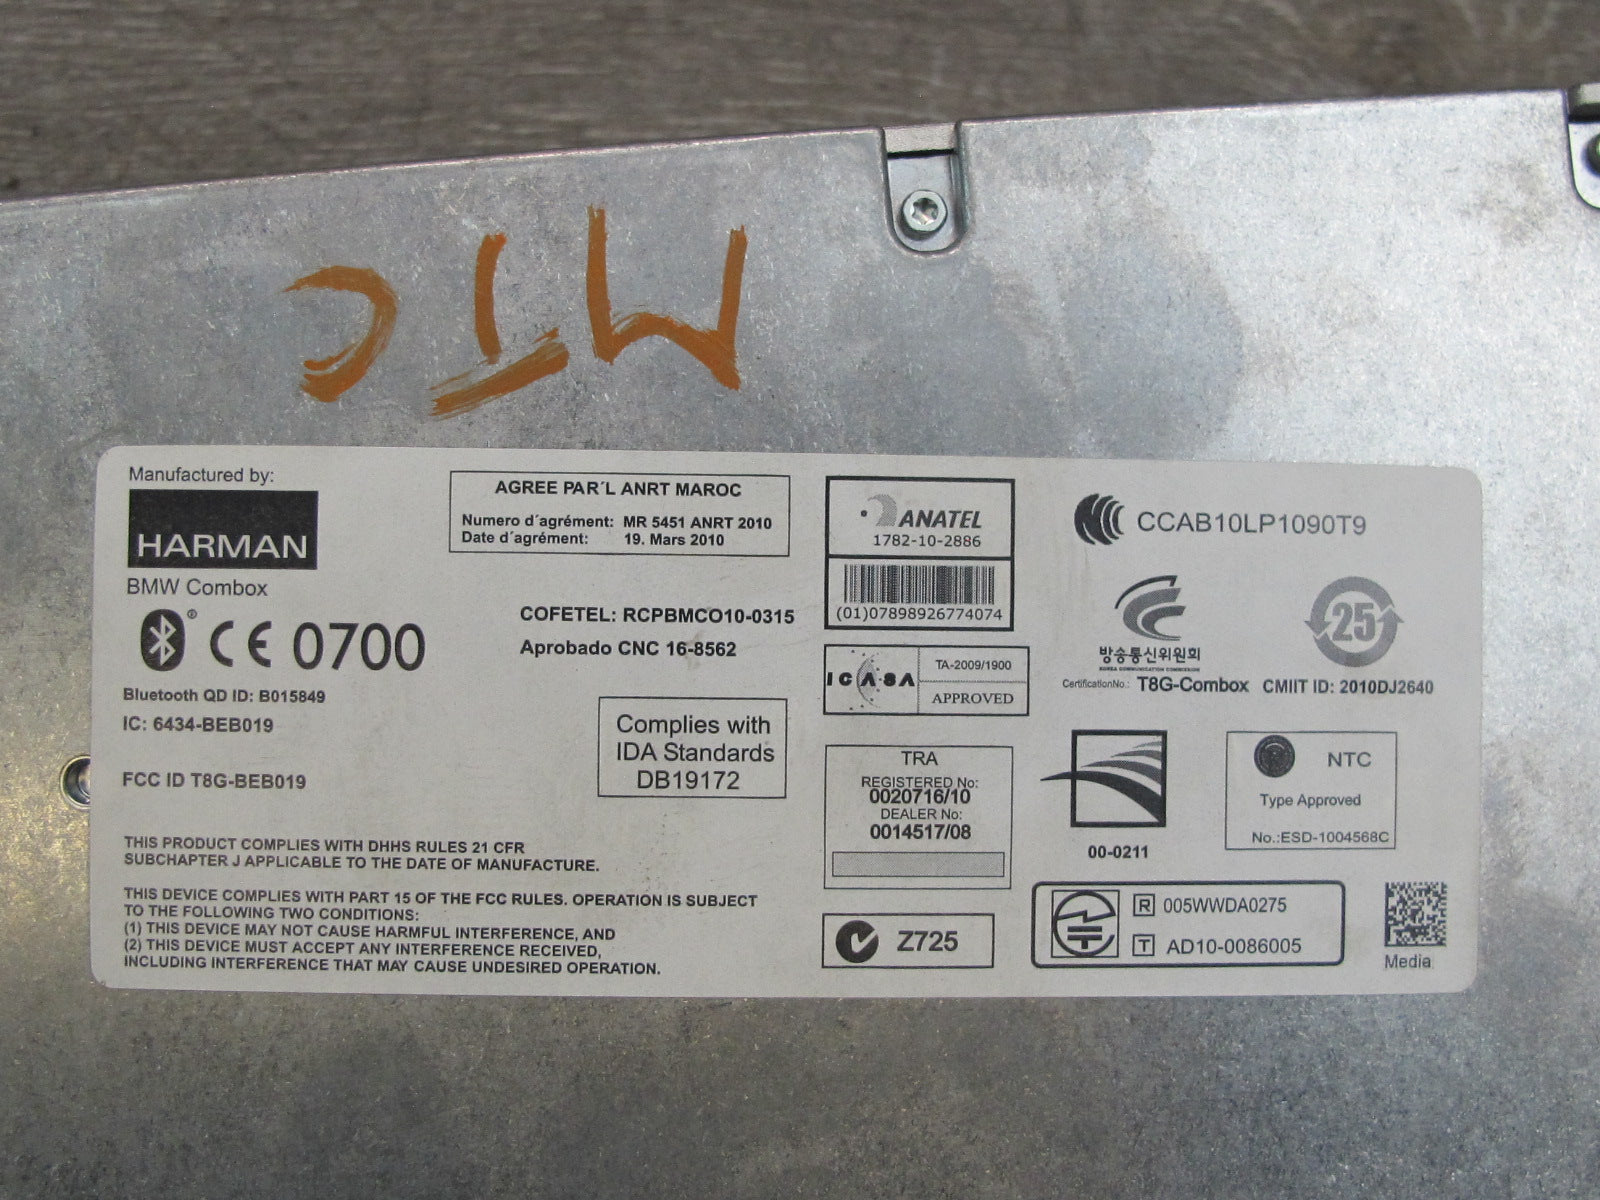 MTC
Manufactured by:
HARMAN
BMW Combox
® CE 0700
Bluetooth QD ID: B015849
IC: 6434-BEB019
FCC ID T8G-BEB019
AGREE PAR´L ANRT MAROC
Numero d´agrément: MR 5451 ANRT 2010
Date d´agrément: 19. Mars 2010
COFETEL: RCPBMCO10-0315
Aprobado CNC 16-8562
Complies with
IDA Standards
DB19172
THIS PRODUCT COMPLIES WITH DHHS RULES 21 CFR
SUBCHAPTER J APPLICABLE TO THE DATE OF MANUFACTURE.
THIS DEVICE COMPLIES WITH PART 15 OF THE FCC RULES. OPERATION IS SUBJECT
TO THE FOLLOWING TWO CONDITIONS:
(1) THIS DEVICE MAY NOT CAUSE HARMFUL INTERFERENCE, AND
(2) THIS DEVICE MUST ACCEPT ANY INTERFERENCE RECEIVED,
INCLUDING INTERFERENCE THAT MAY CAUSE UNDESIRED OPERATION.
ANATEL
1782-10-2886
(01)07898926774074
ICASA
TA-2009/1900
APPROVED
TRA
REGISTERED No:
0020716/10
DEALER No:
0014517/08
Z725
CCAB10LP1090T9
방송통신위원회
KOREA COMMUNICATIONS COMMISSION
25
CertificationNo.: T8G-Combox CMIIT ID: 2010DJ2640
00-0211
NTC
Type Approved
No.:ESD-1004568C
R 005WWDA0275
T AD10-0086005
Media